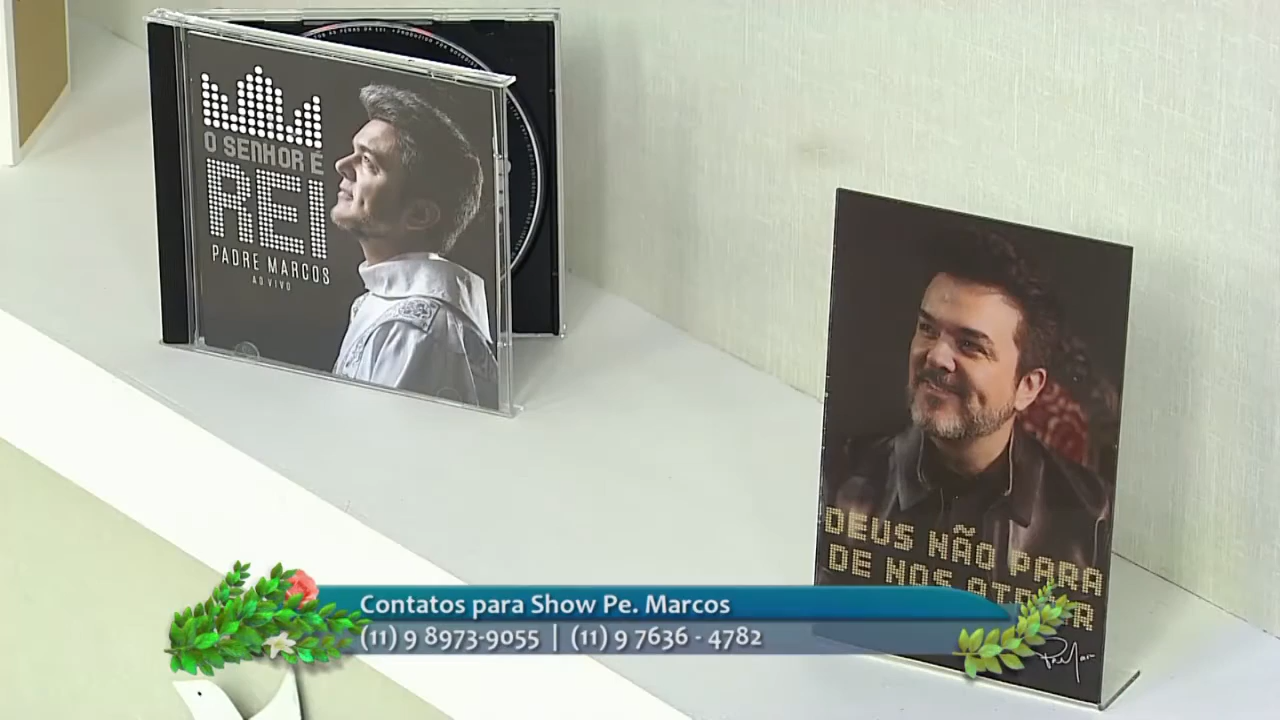 O SENHOR É
REI
PADRE MARCOS
AO VIVO
DEUS NÃO PARA
DE NOS
Contatos para Show Pe. Marcos
(11) 9 8973-9055 | (11) 9 7636 - 4782